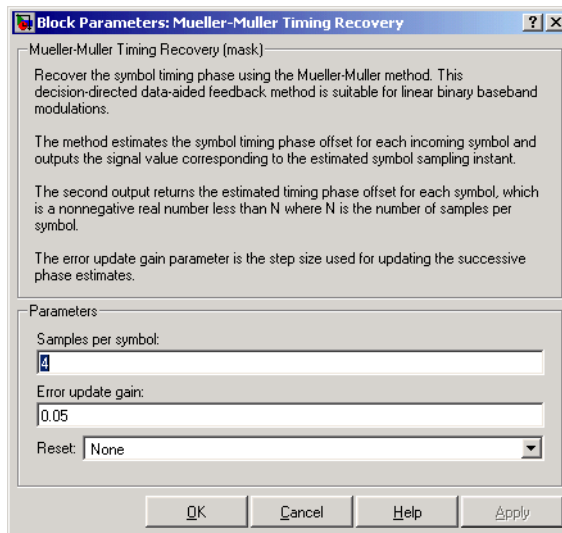 Block Parameters: Mueller-Muller Timing Recovery
Mueller-Muller Timing Recovery (mask)
Recover the symbol timing phase using the Mueller-Muller method. This
decision-directed data-aided feedback method is suitable for linear binary baseband
modulations.
The method estimates the symbol timing phase offset for each incoming symbol and
outputs the signal value corresponding to the estimated symbol sampling instant.
The second output returns the estimated timing phase offset for each symbol, which
is a nonnegative real number less than N where N is the number of samples per
symbol.
The error update gain parameter is the step size used for updating the successive
phase estimates.
Parameters
Samples per symbol:
4
Error update gain:
0.05
Reset: None
OK Cancel Help Apply